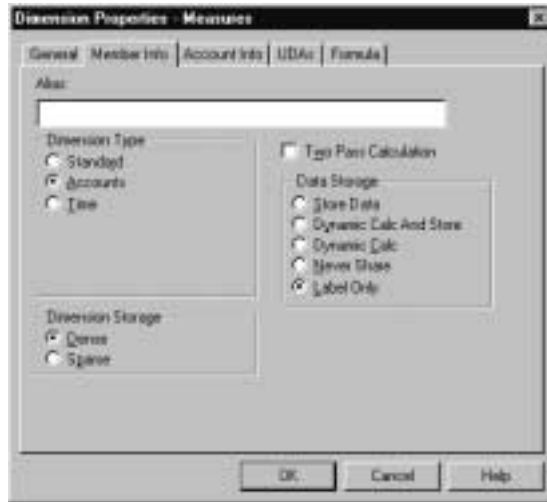 Dimension Properties - Measures
General
Member Info
Account Info
UDAs
Formula
Alias:
Dimension Type
Standard
Accounts
Time
Two Pass Calculation
Data Storage
Store Data
Dynamic Calc And Store
Dynamic Calc
Never Share
Label Only
Dimension Storage
Dense
Sparse
OK
Cancel
Help